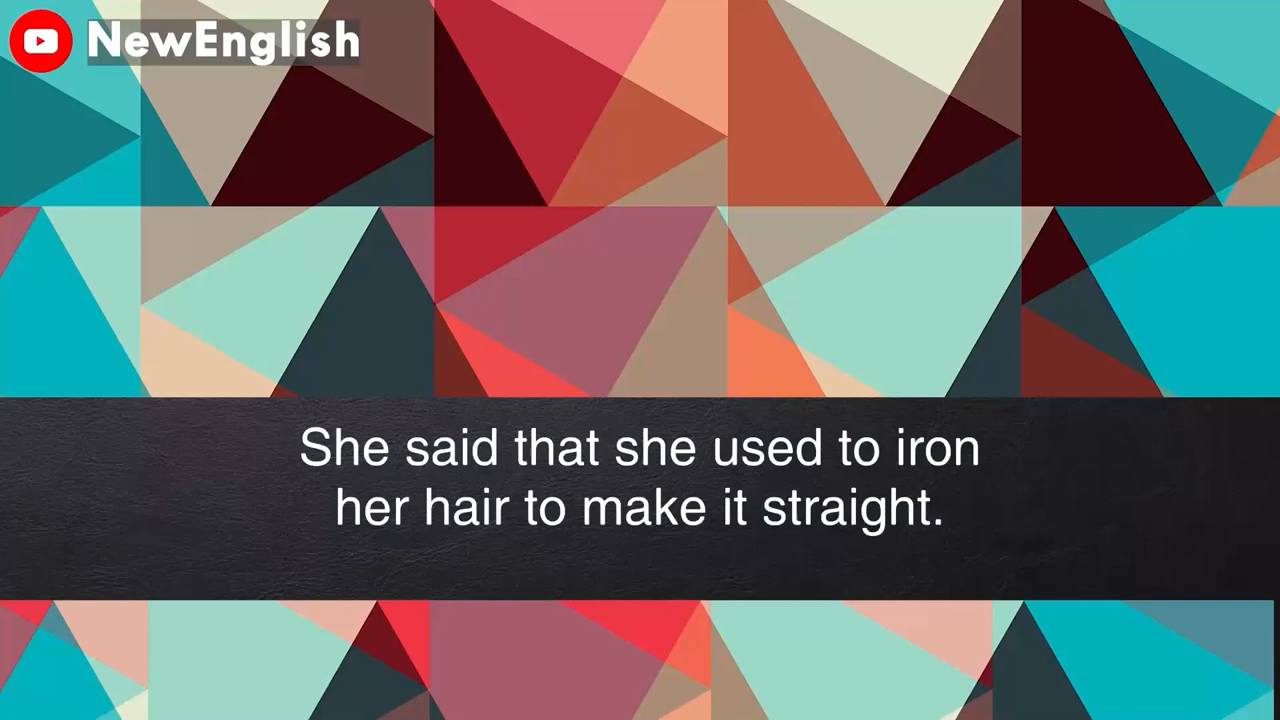 NewEnglish
She said that she used to iron
her hair to make it straight.